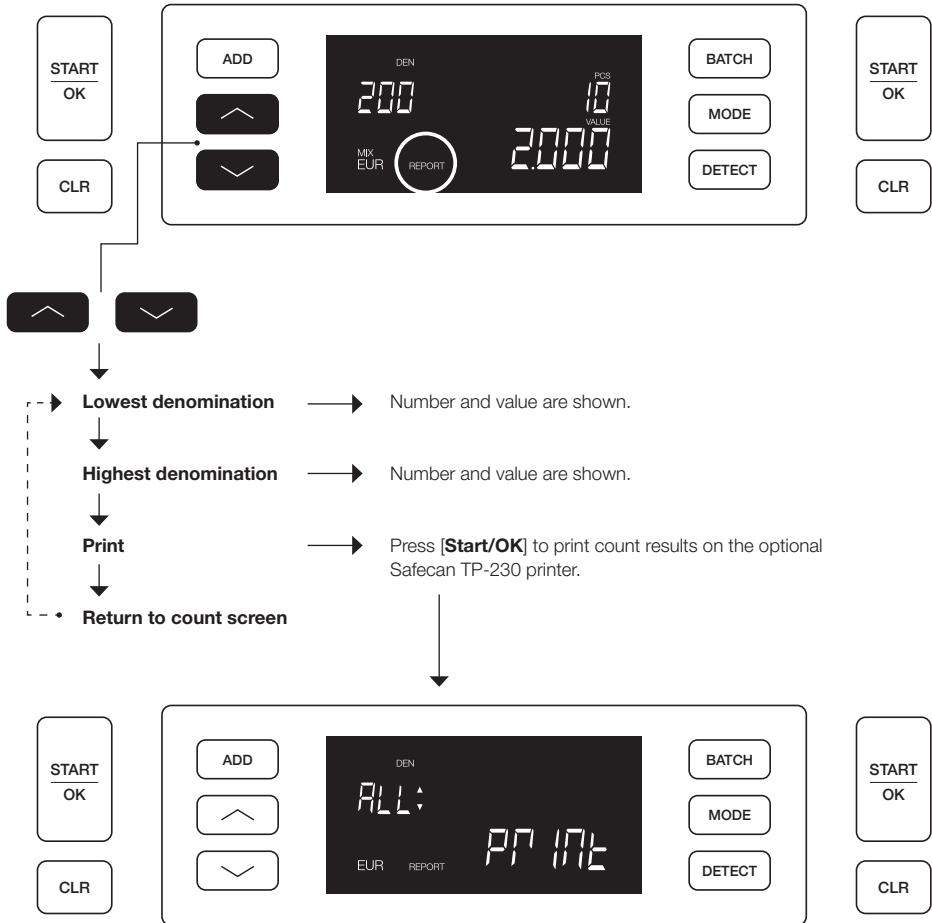 START
OK
CLR
ADD
DEN
200
MIX
EUR
REPORT
PCS
10
VALUE
2.000
BATCH
MODE
DETECT
START
OK
CLR
Lowest denomination
Number and value are shown.
Highest denomination
Number and value are shown.
Print
Press [Start/OK] to print count results on the optional
Safecan TP-230 printer.
Return to count screen
START
OK
CLR
ADD
DEN
ALL:
EUR
REPORT
PrINt
BATCH
MODE
DETECT
START
OK
CLR